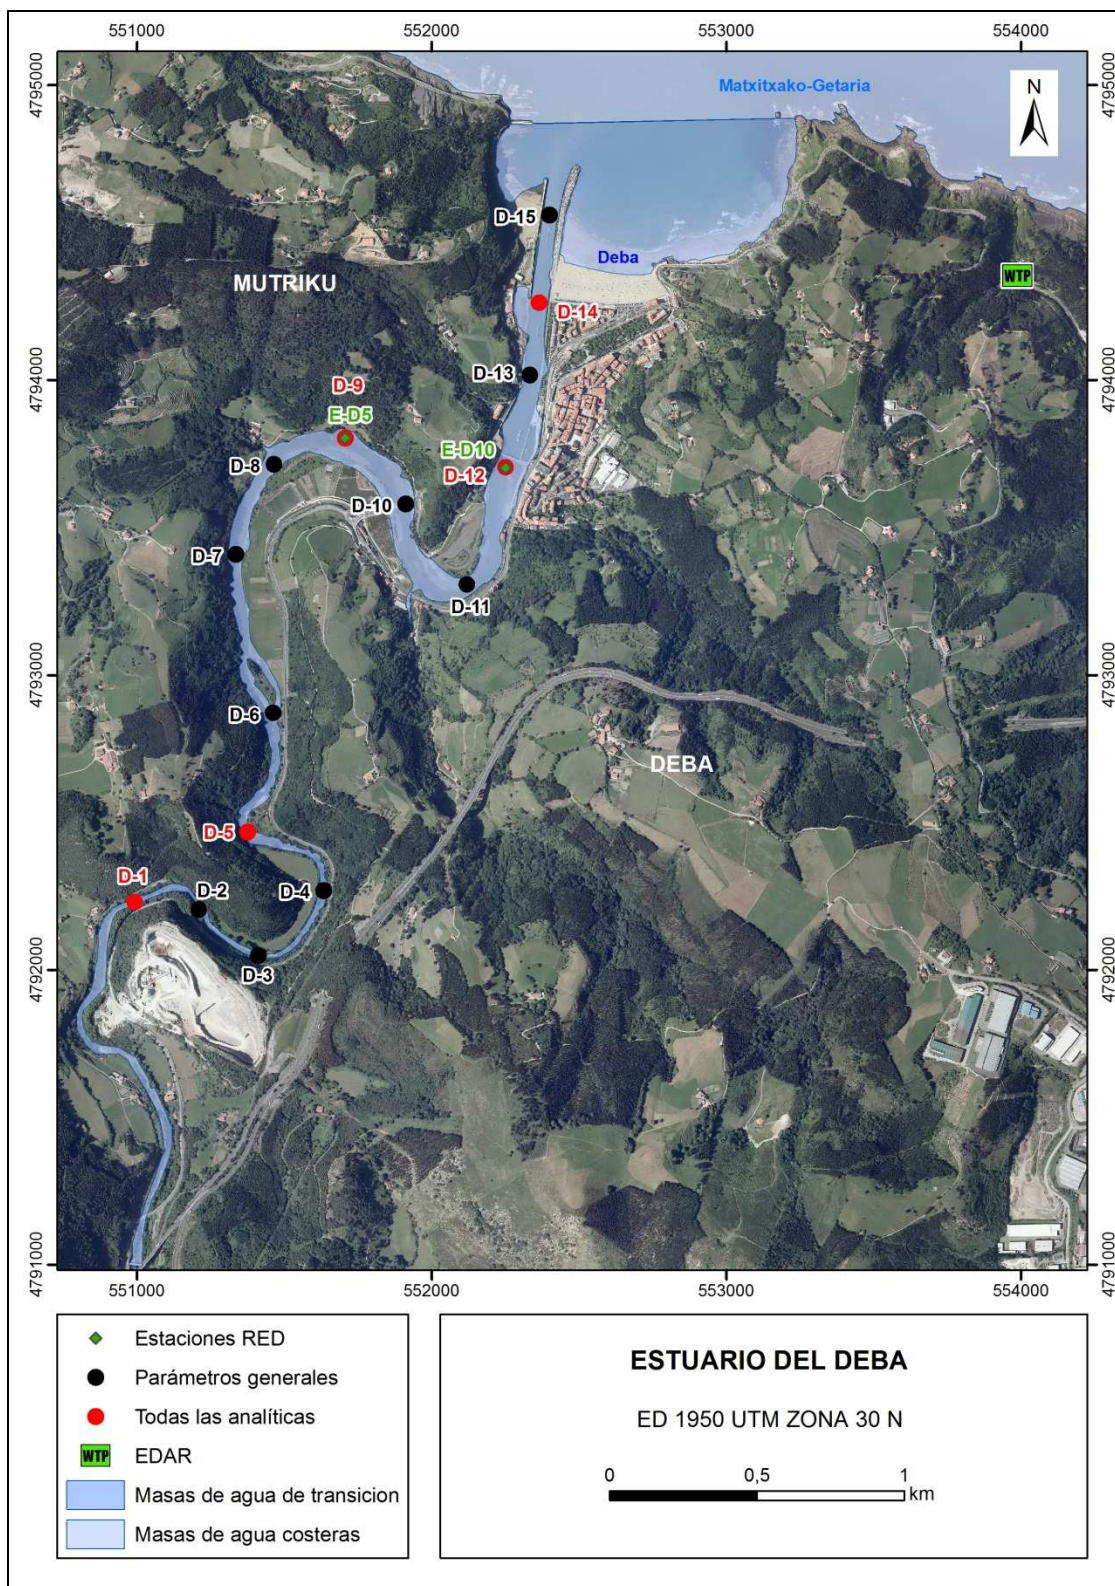 551000 552000 553000 554000
4795000 4795000
Matxitxako-Getaria
N
D-15
Deba
WTP
MUTRIKU
D-14
4794000 4794000
D-13
D-9
E-D5
E-D10
D-8
D-12
D-10
D-7
D-11
4793000 4793000
D-6
DEBA
D-5
D-1
D-2
D-4
D-3
4792000 4792000
4791000 4791000
551000 552000 553000 554000
Estaciones RED
Parámetros generales
Todas las analíticas
WTP EDAR
Masas de agua de transicion
Masas de agua costeras
ESTUARIO DEL DEBA
ED 1950 UTM ZONA 30 N
0 0,5 1
km